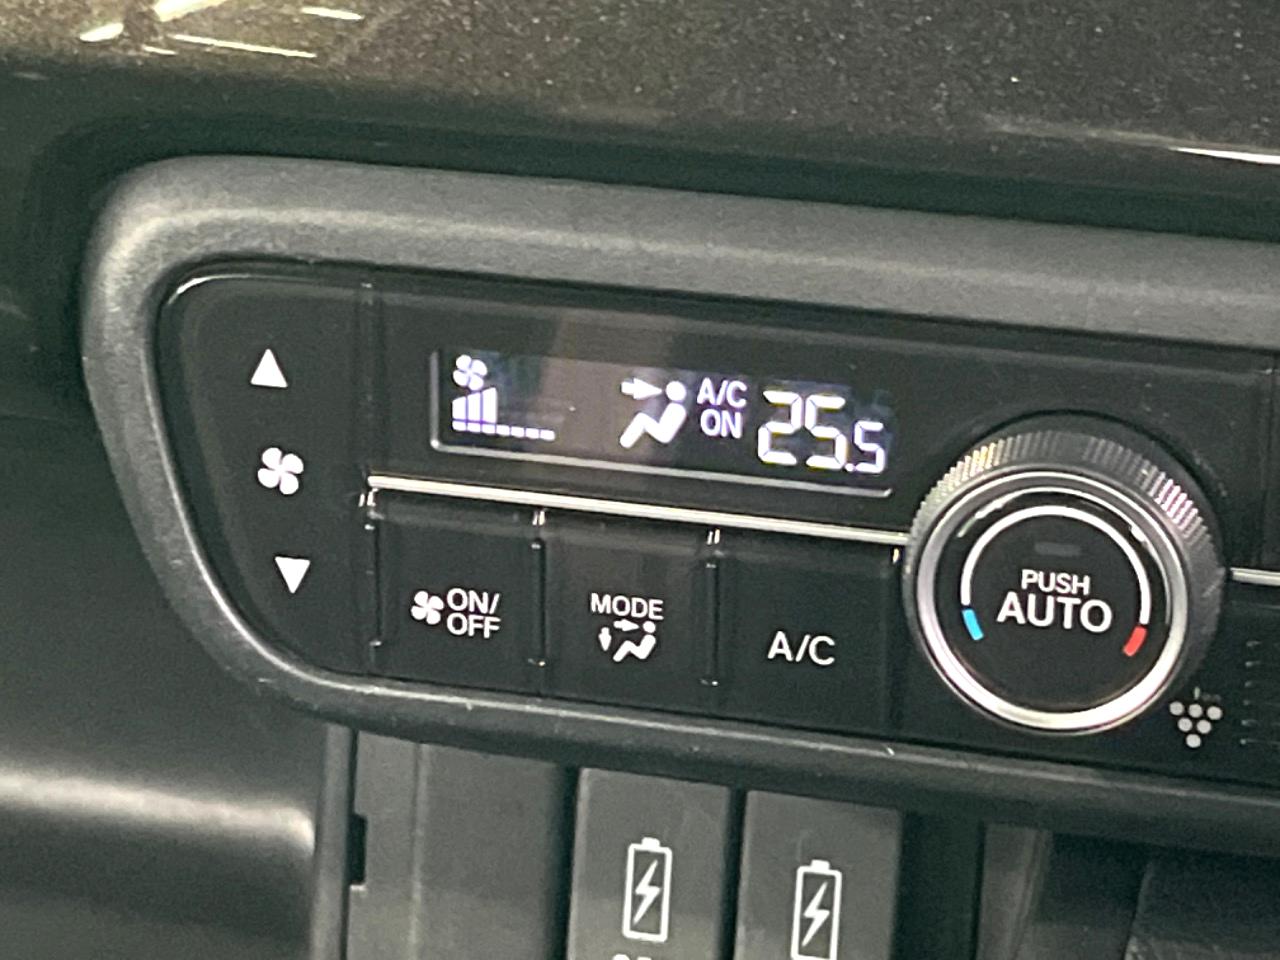 A/C
ON
25.5
ON/
OFF
MODE
A/C
PUSH
AUTO